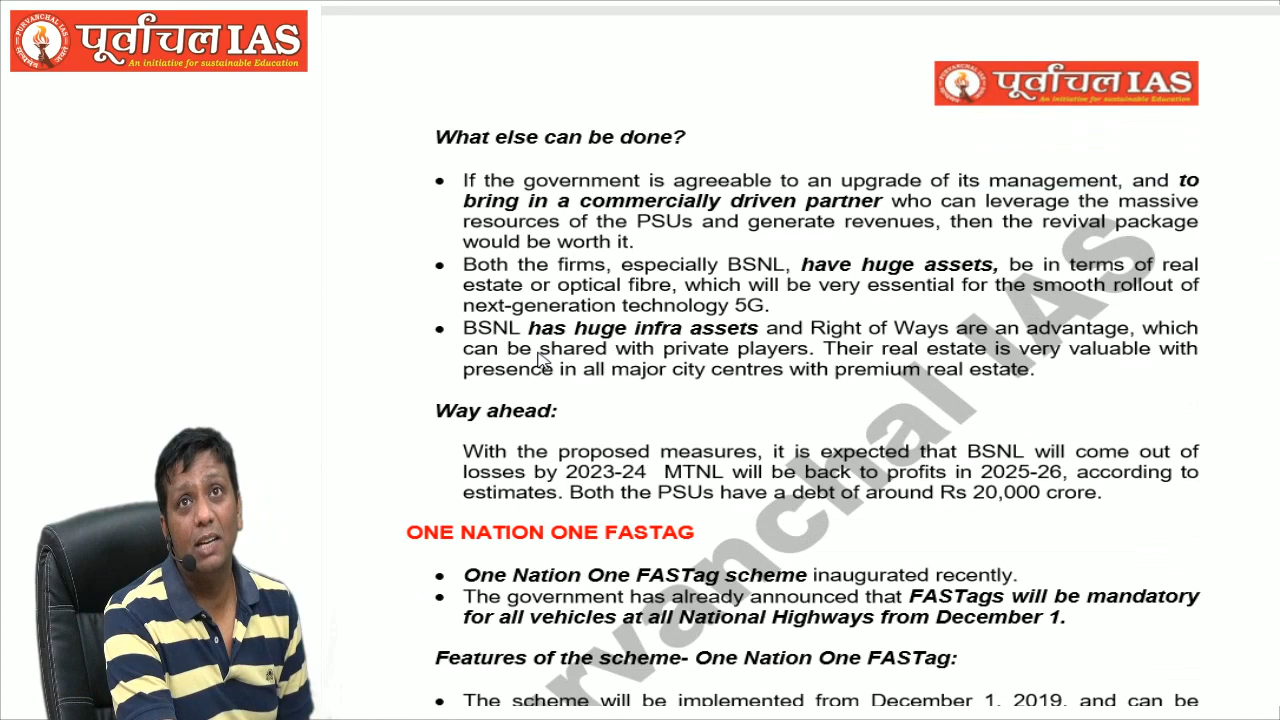 पूर्वांचल IAS
An initiative for sustainable Education
PURVANCHAL IAS
पूर्वांचल IAS
An initiative for sustainable Education
What else can be done?
• If the government is agreeable to an upgrade of its management, and to
bring in a commercially driven partner who can leverage the massive
resources of the PSUs and generate revenues, then the revival package
would be worth it.
• Both the firms, especially BSNL, have huge assets, be in terms of real
estate or optical fibre, which will be very essential for the smooth rollout of
next-generation technology 5G.
• BSNL has huge infra assets and Right of Ways are an advantage, which
can be shared with private players. Their real estate is very valuable with
presence in all major city centres with premium real estate.
Way ahead:
With the proposed measures, it is expected that BSNL will come out of
losses by 2023-24 MTNL will be back to profits in 2025-26, according to
estimates. Both the PSUs have a debt of around Rs 20,000 crore.
ONE NATION ONE FASTAG
• One Nation One FASTag scheme inaugurated recently.
• The government has already announced that FASTags will be mandatory
for all vehicles at all National Highways from December 1.
Features of the scheme- One Nation One FASTag:
• The scheme will be implemented from December 1, 2019, and can be
rvanchal IAS